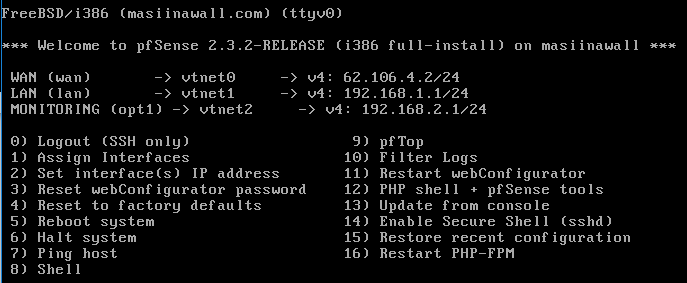 FreeBSD/i386 (masiinawall.com) (ttyv0)
*** Welcome to pfSense 2.3.2-RELEASE (i386 full-install) on masiinawall ***
WAN (wan) -> vtnet0 -> v4: 62.106.4.2/24
LAN (lan) -> vtnet1 -> v4: 192.168.1.1/24
MONITORING (opt1) -> vtnet2 -> v4: 192.168.2.1/24
0) Logout (SSH only) 9) pfTop
1) Assign Interfaces 10) Filter Logs
2) Set interface(s) IP address 11) Restart webConfigurator
3) Reset webConfigurator password 12) PHP shell + pfSense tools
4) Reset to factory defaults 13) Update from console
5) Reboot system 14) Enable Secure Shell (sshd)
6) Halt system 15) Restore recent configuration
7) Ping host 16) Restart PHP-FPM
8) Shell